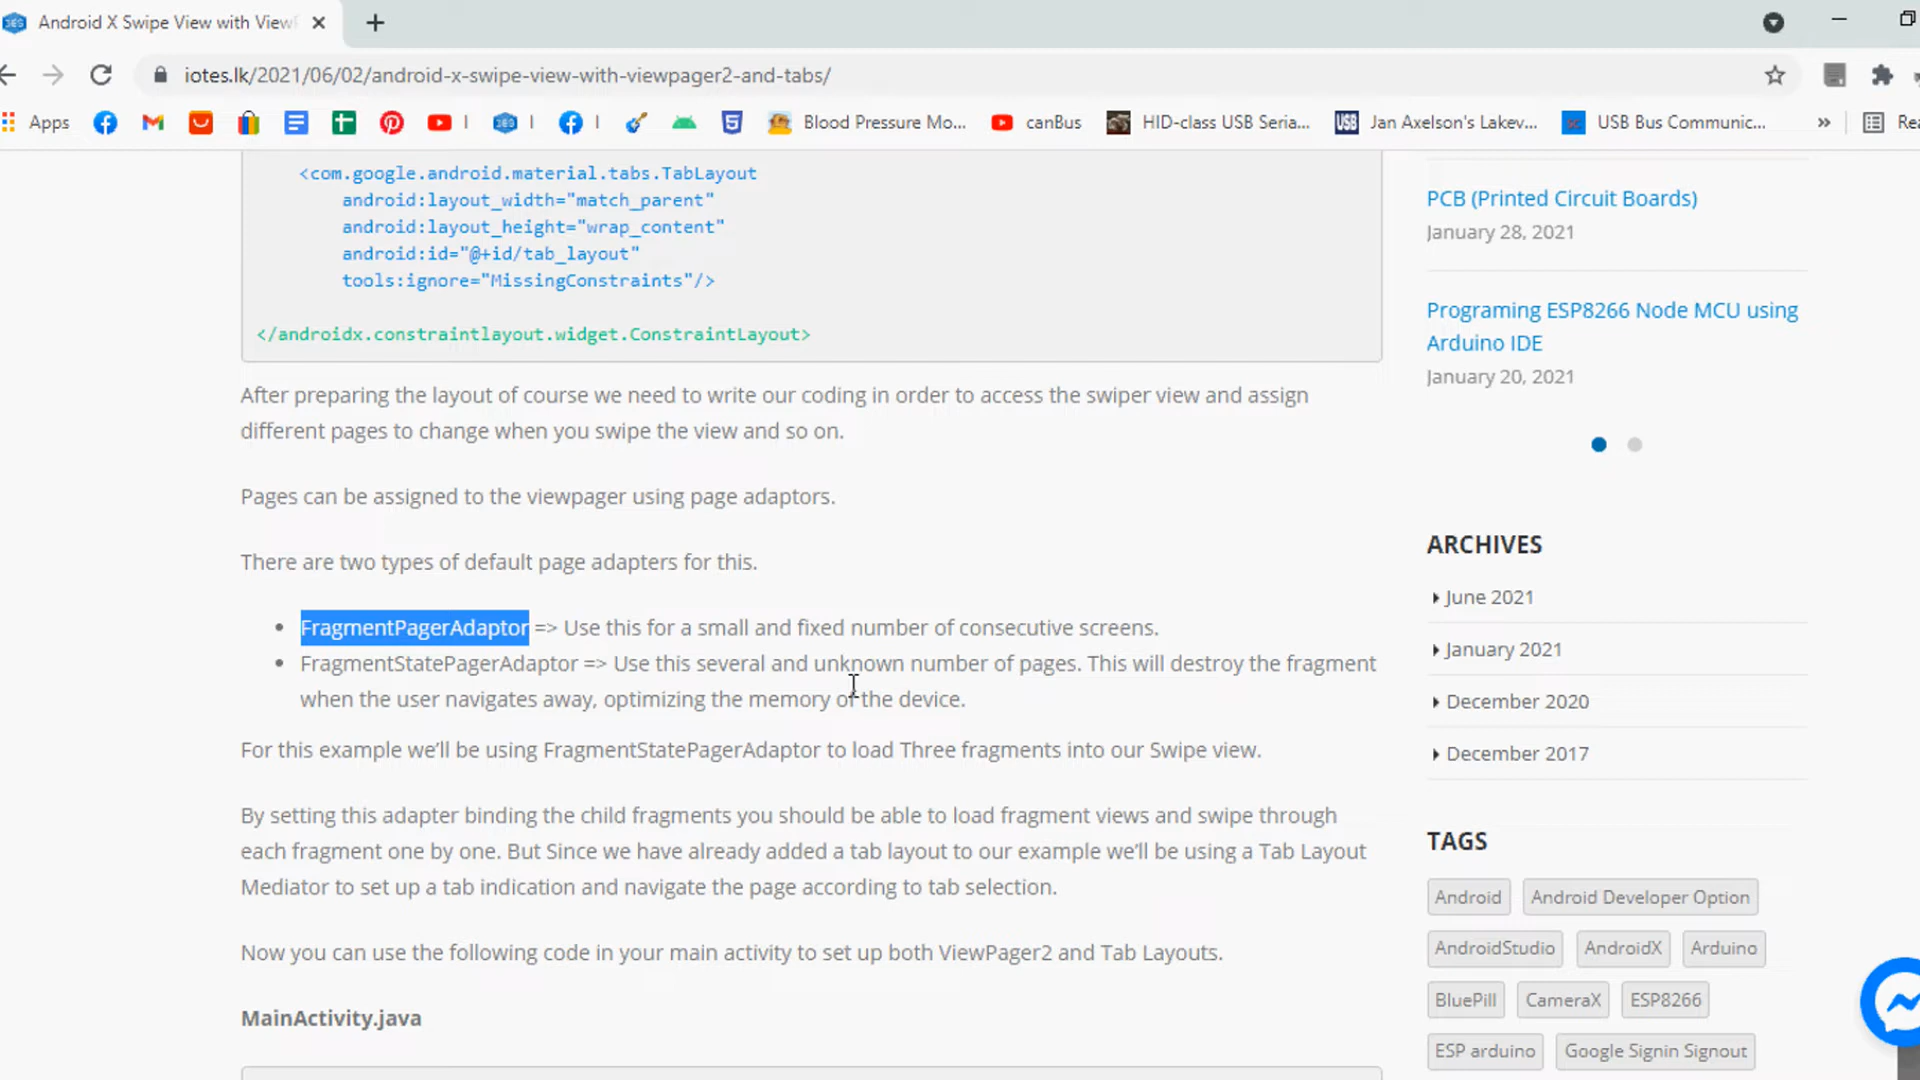 Android X Swipe View with View
iotes.lk/2021/06/02/android-x-swipe-view-with-viewpager2-and-tabs/
Apps
Blood Pressure Mo...
canBus
HID-class USB Seria...
USB
Jan Axelson's Lakev...
USB Bus Communic...
»
Rea
<com.google.android.material.tabs.TabLayout
android:layout_width="match_parent"
android:layout_height="wrap_content"
android:id="@+id/tab_layout"
tools:ignore="MissingConstraints"/>
</androidx.constraintlayout.widget.ConstraintLayout>
After preparing the layout of course we need to write our coding in order to access the swiper view and assign
different pages to change when you swipe the view and so on.
Pages can be assigned to the viewpager using page adaptors.
There are two types of default page adapters for this.
• FragmentPagerAdaptor => Use this for a small and fixed number of consecutive screens.
• FragmentStatePagerAdaptor => Use this several and unknown number of pages. This will destroy the fragment
when the user navigates away, optimizing the memory of the device.
For this example we'll be using FragmentStatePagerAdaptor to load Three fragments into our Swipe view.
By setting this adapter binding the child fragments you should be able to load fragment views and swipe through
each fragment one by one. But Since we have already added a tab layout to our example we'll be using a Tab Layout
Mediator to set up a tab indication and navigate the page according to tab selection.
Now you can use the following code in your main activity to set up both ViewPager2 and Tab Layouts.
MainActivity.java
PCB (Printed Circuit Boards)
January 28, 2021
Programing ESP8266 Node MCU using
Arduino IDE
January 20, 2021
ARCHIVES
June 2021
January 2021
December 2020
December 2017
TAGS
Android
Android Developer Option
AndroidStudio
AndroidX
Arduino
BluePill
CameraX
ESP8266
ESP arduino
Google Signin Signout